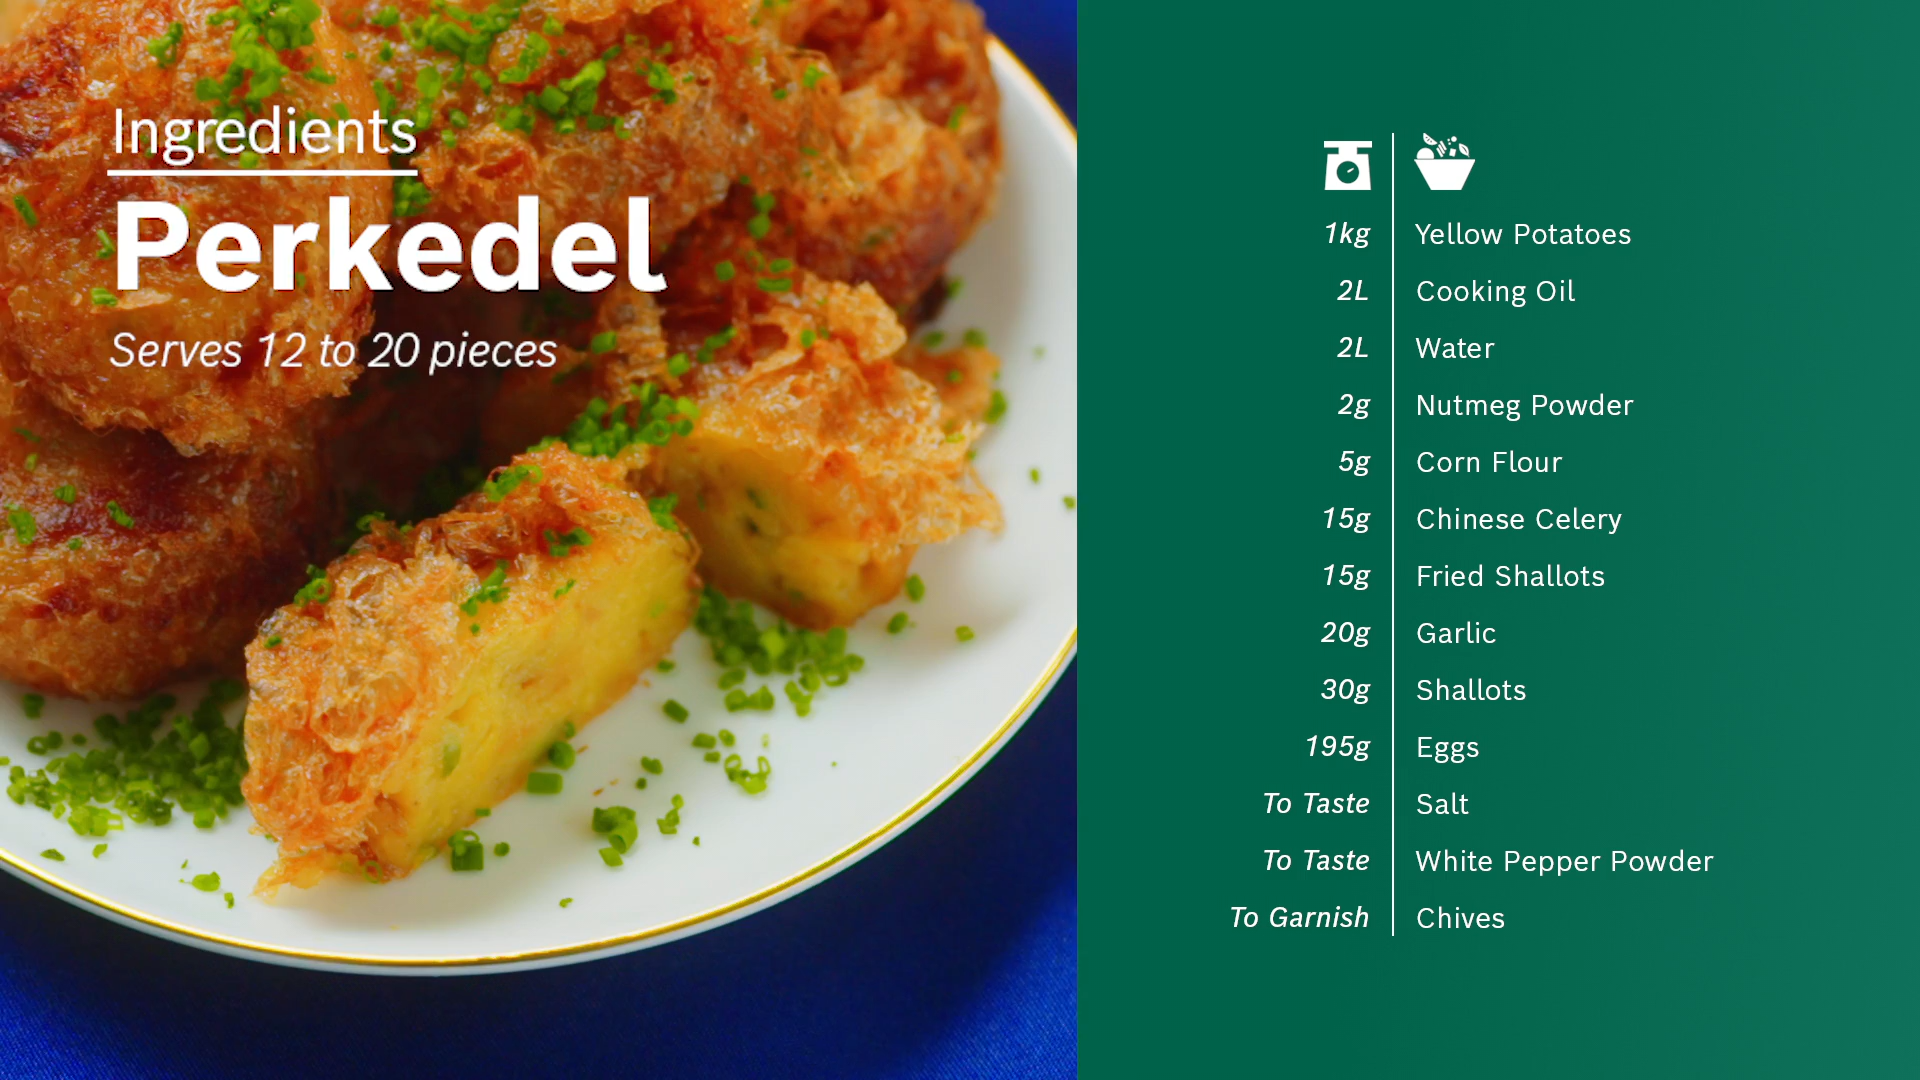 Ingredients
Perkedel
Serves 12 to 20 pieces
1kg Yellow Potatoes
2L Cooking Oil
2L Water
2g Nutmeg Powder
5g Corn Flour
15g Chinese Celery
15g Fried Shallots
20g Garlic
30g Shallots
195g Eggs
To Taste Salt
To Taste White Pepper Powder
To Garnish Chives